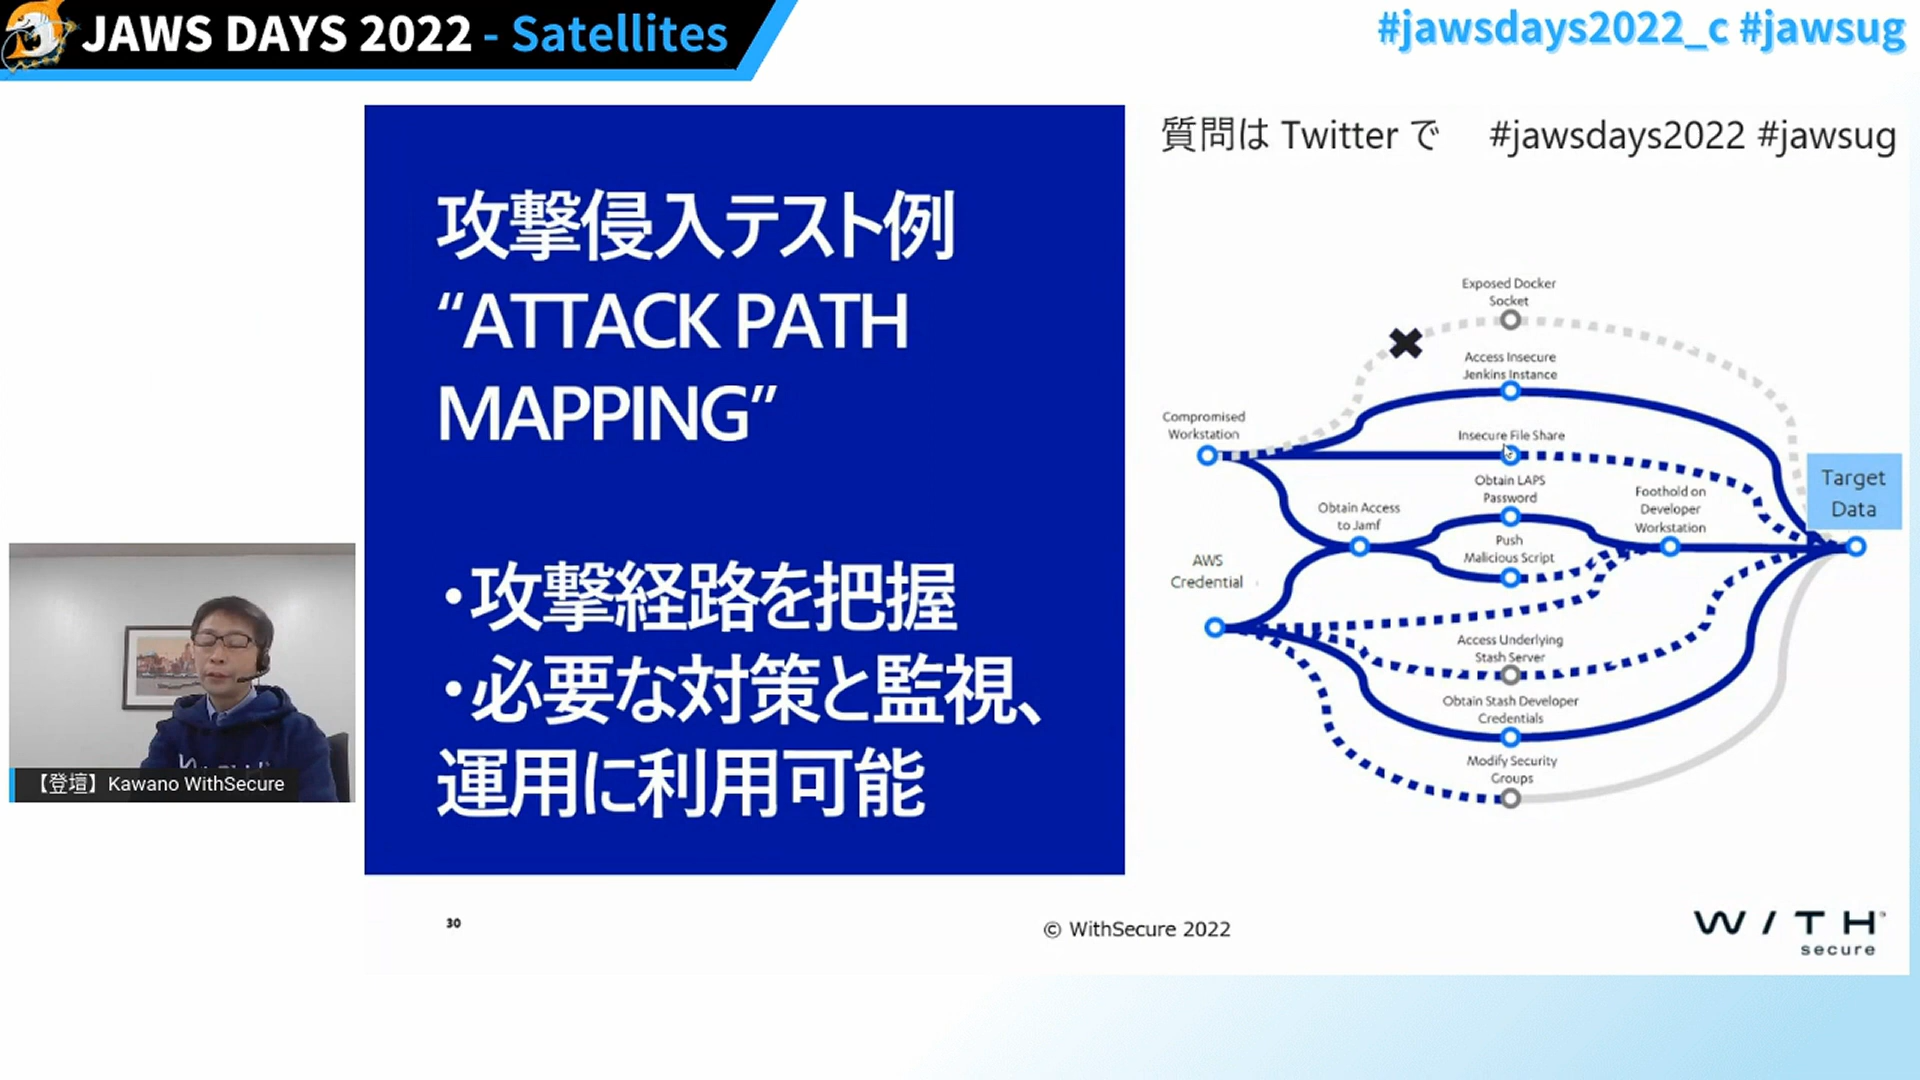 JAWS DAYS 2022 - Satellites
#jawsdays2022_c #jawsug
質問は Twitter で #jawsdays2022 #jawsug
攻撃侵入テスト例
“ATTACK PATH
MAPPING”
・攻撃経路を把握
・必要な対策と監視、
運用に利用可能
Exposed Docker
Socket
Access Insecure
Jenkins Instance
Compromised
Workstation
Insecure File Share
Obtain LAPS
Password
Foothold on
Developer
Workstation
Target
Data
Obtain Access
to Jamf
Push
Malicious Script
AWS
Credential
Access Underlying
Stash Server
Obtain Stash Developer
Credentials
Modify Security
Groups
【登壇】Kawano WithSecure
30
© WithSecure 2022
W / T H
secure